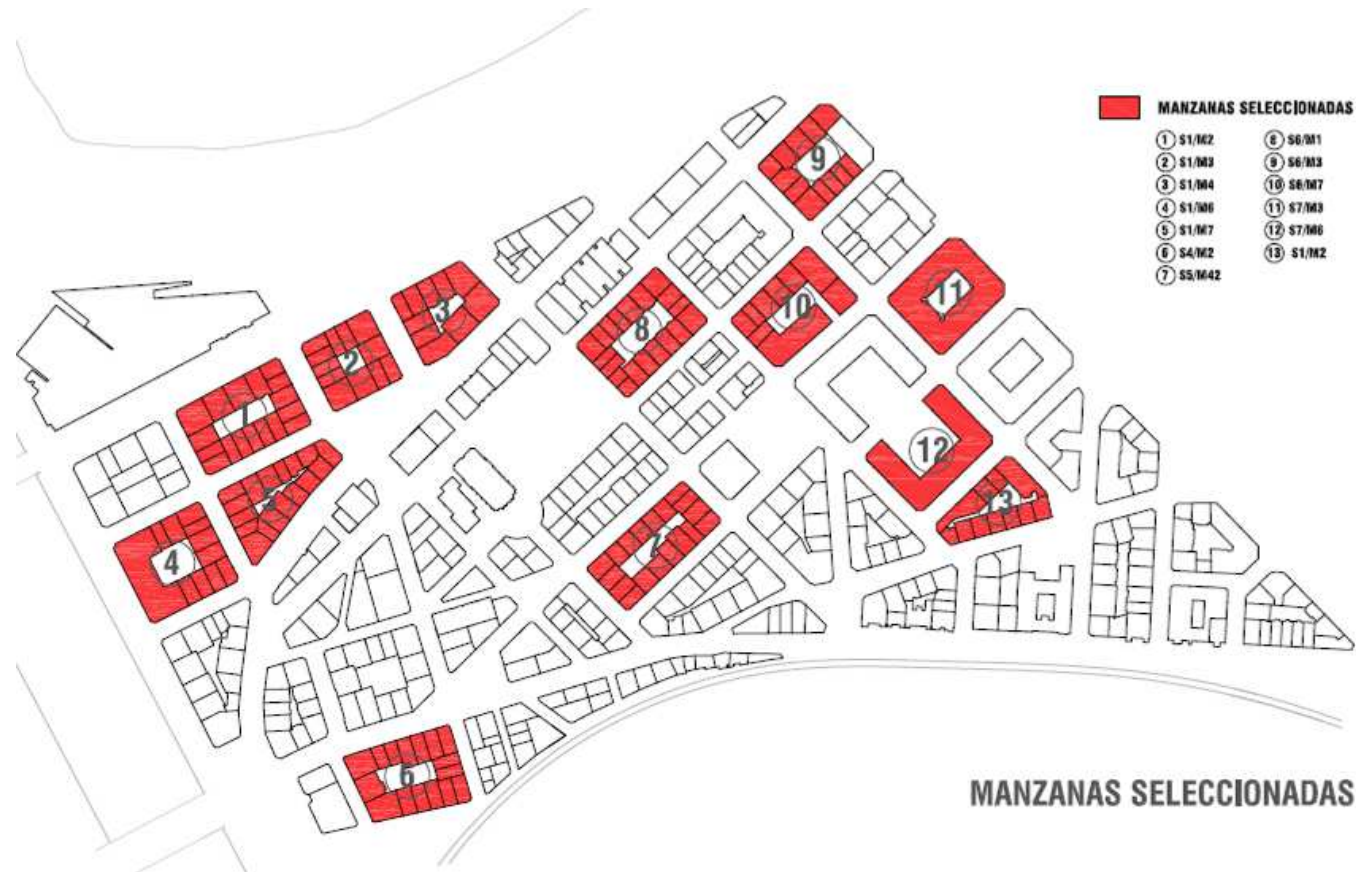 MANZANAS SELECCIONADAS
1 S1/M2
2 S1/M3
3 S1/M4
4 S1/M6
5 S1/M7
6 S4/M2
7 S5/M42
8 S6/M1
9 S6/M3
10 S6/M7
11 S7/M3
12 S7/M6
13 S1/M2
9
11
3
10
8
2
1
12
5
13
7
4
6
MANZANAS SELECCIONADAS